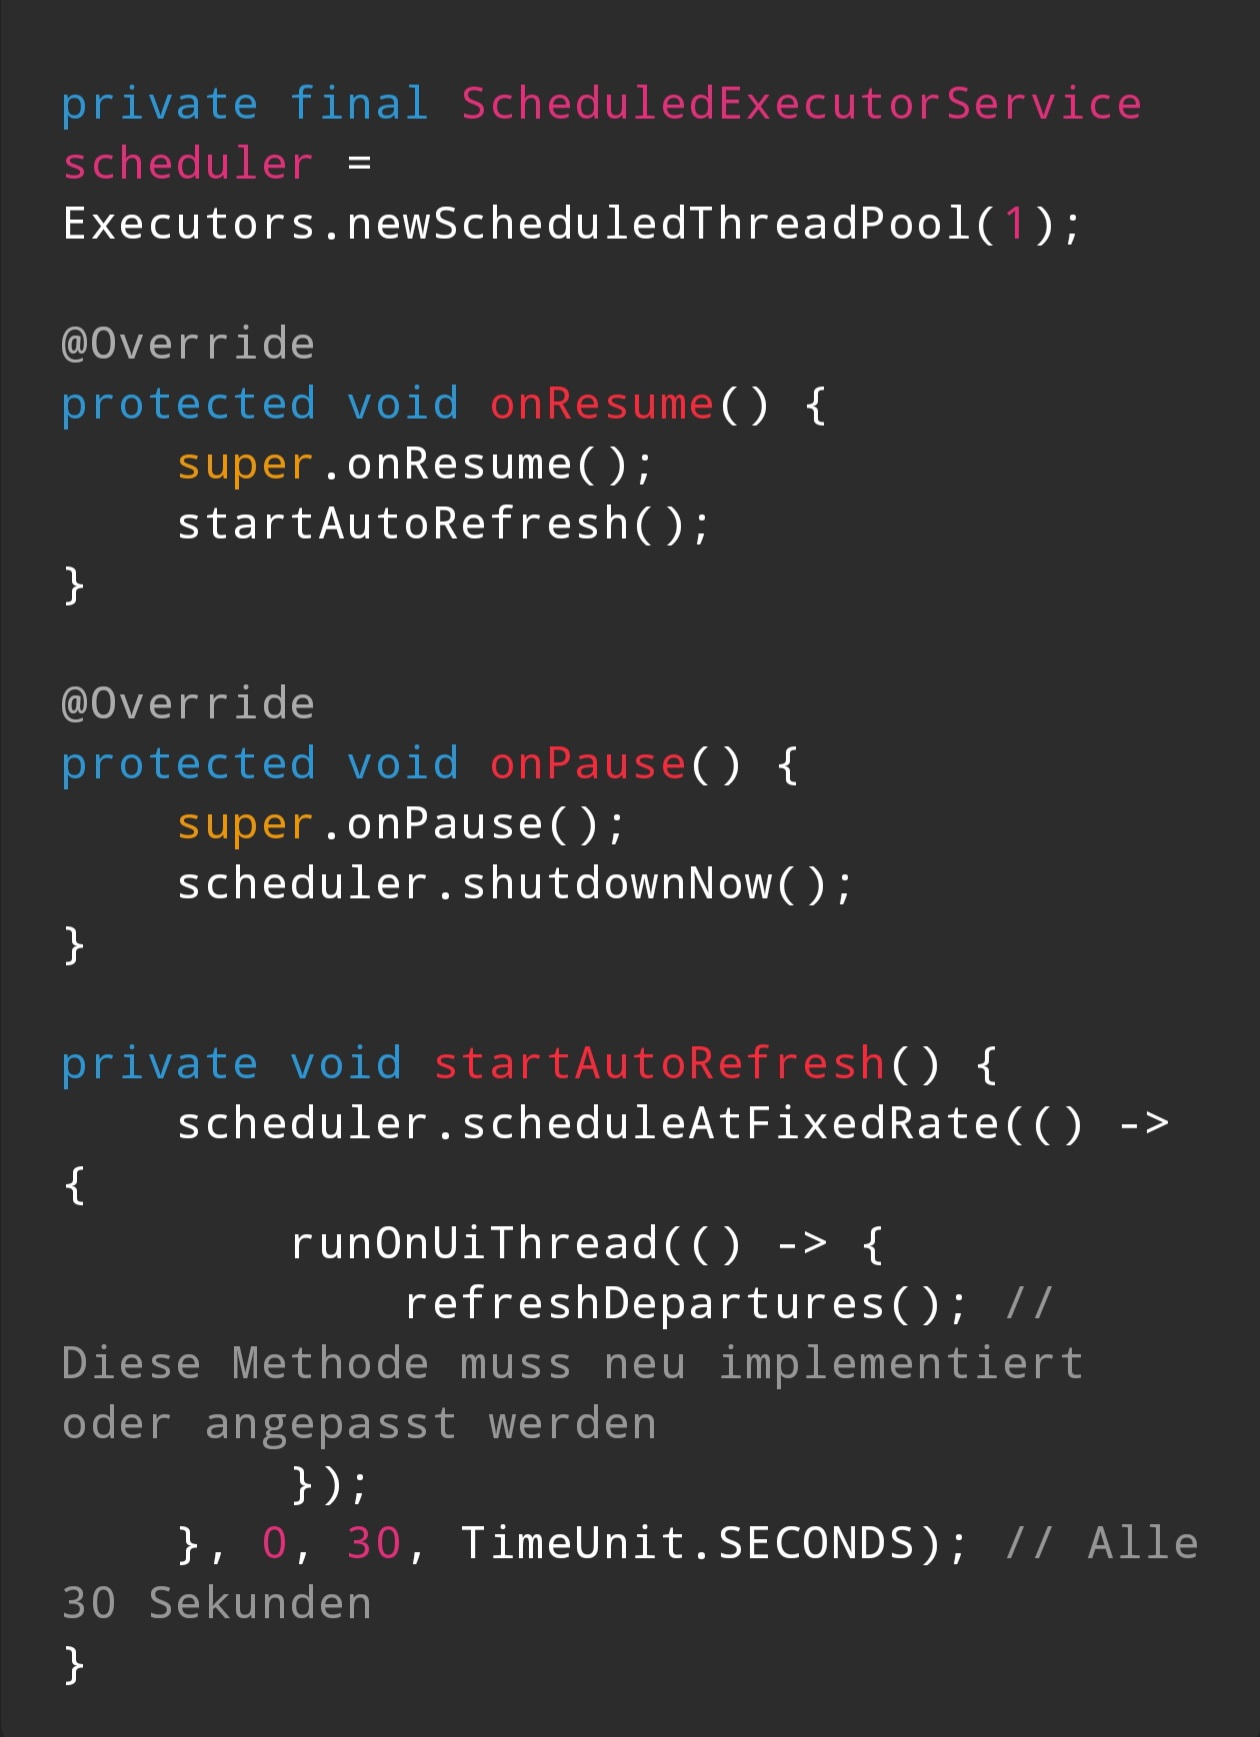 private final ScheduledExecutorService
scheduler =
Executors.newScheduledThreadPool(1);
@Override
protected void onResume() {
    super.onResume();
    startAutoRefresh();
}
@Override
protected void onPause() {
    super.onPause();
    scheduler.shutdownNow();
}
private void startAutoRefresh() {
    scheduler.scheduleAtFixedRate(() ->
{
        runOnUiThread(() -> {
            refreshDepartures(); //
Diese Methode muss neu implementiert
oder angepasst werden
        });
    }, 0, 30, TimeUnit.SECONDS); // Alle
30 Sekunden
}